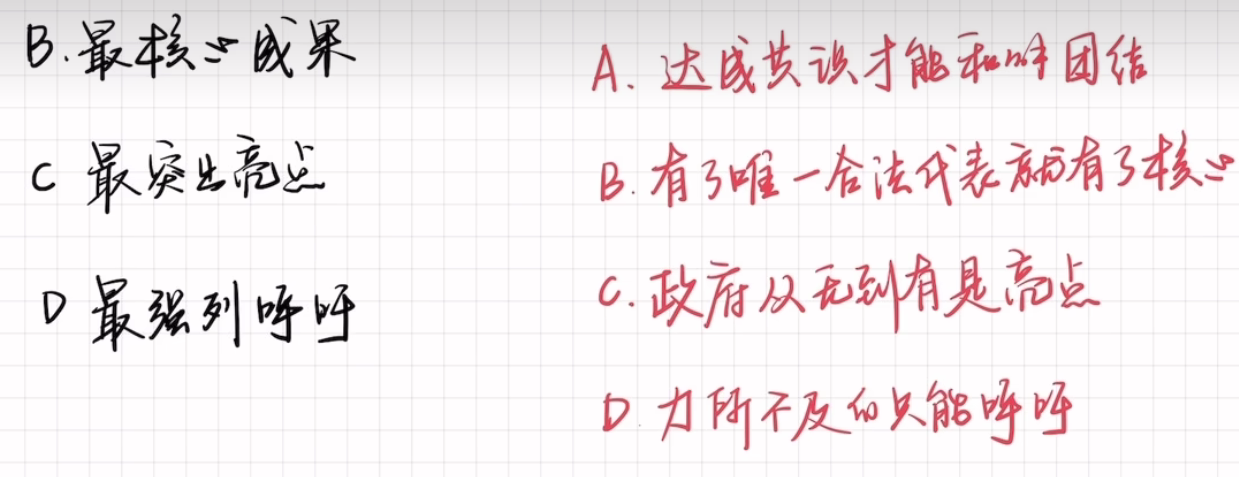 B.最核心成果
C 最突出亮点
D 最强列呼吁
A. 达成共识才能和解团结
B. 有了唯一合法代表就有了核心
C. 政府从无到有是亮点
D. 力所不及的只能呼吁